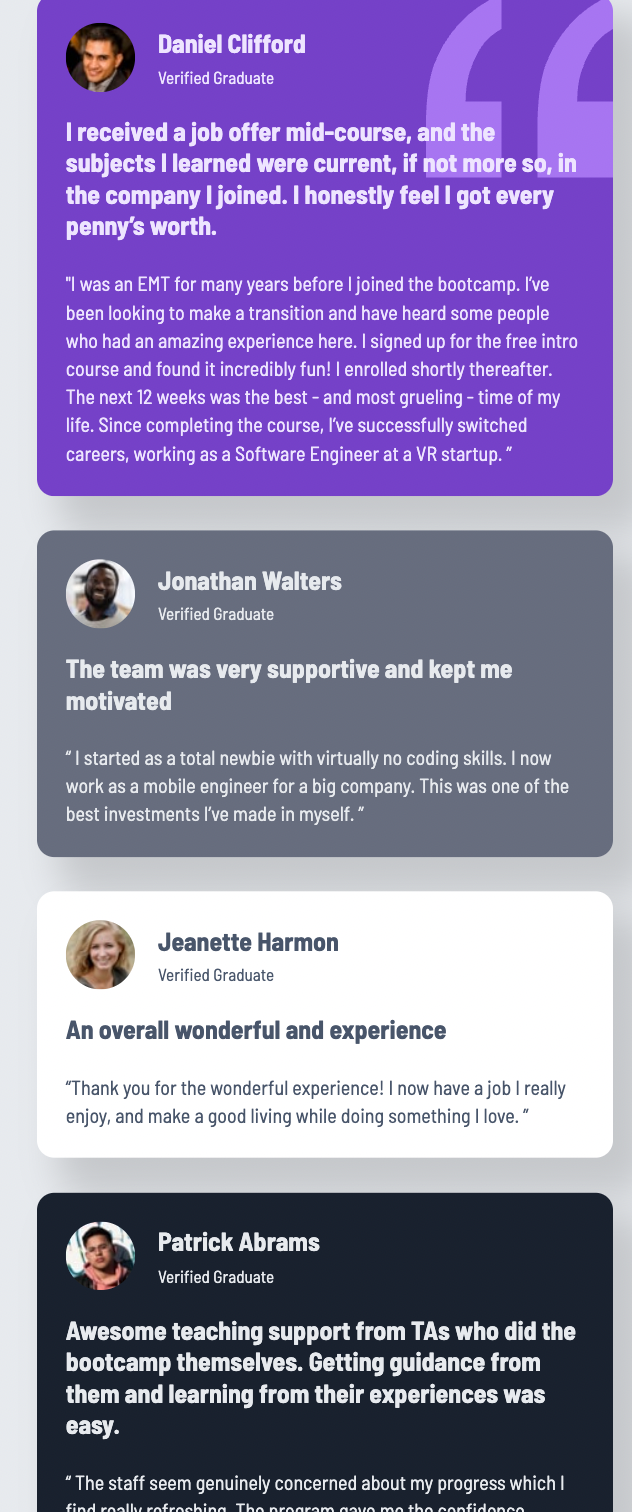 Daniel Clifford
Verified Graduate
I received a job offer mid-course, and the
subjects I learned were current, if not more so, in
the company I joined. I honestly feel I got every
penny’s worth.
"I was an EMT for many years before I joined the bootcamp. I’ve
been looking to make a transition and have heard some people
who had an amazing experience here. I signed up for the free intro
course and found it incredibly fun! I enrolled shortly thereafter.
The next 12 weeks was the best - and most grueling - time of my
life. Since completing the course, I’ve successfully switched
careers, working as a Software Engineer at a VR startup. ”
Jonathan Walters
Verified Graduate
The team was very supportive and kept me
motivated
“ I started as a total newbie with virtually no coding skills. I now
work as a mobile engineer for a big company. This was one of the
best investments I’ve made in myself. ”
Jeanette Harmon
Verified Graduate
An overall wonderful and experience
“Thank you for the wonderful experience! I now have a job I really
enjoy, and make a good living while doing something I love. ”
Patrick Abrams
Verified Graduate
Awesome teaching support from TAs who did the
bootcamp themselves. Getting guidance from
them and learning from their experiences was
easy.
“ The staff seem genuinely concerned about my progress which I
find really refreshing. The program gave me the confidence